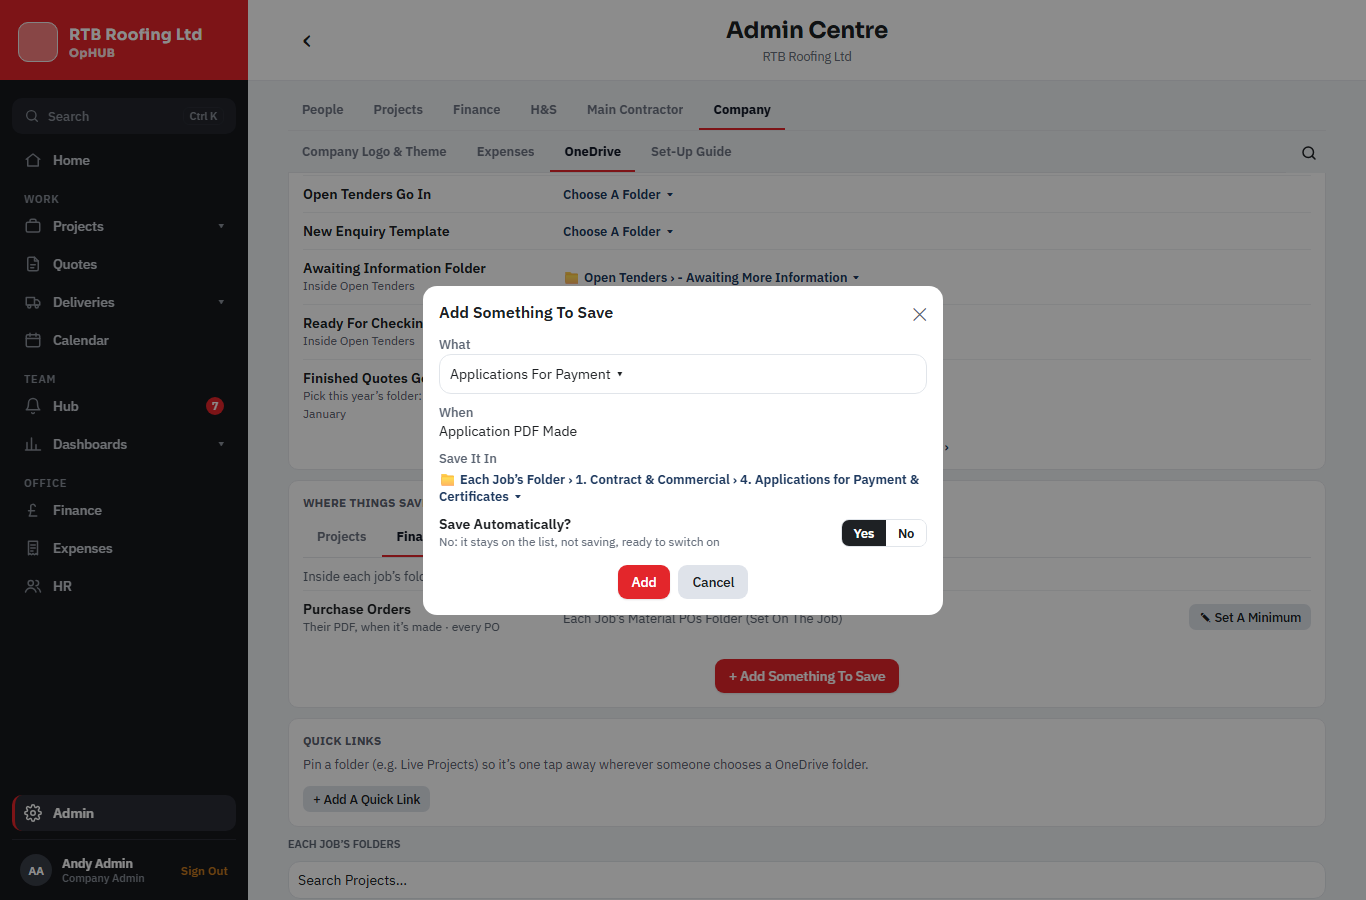 RTB Roofing Ltd
OpHUB
Search
Ctrl K
Home
WORK
Projects
Quotes
Deliveries
Calendar
TEAM
Hub
7
Dashboards
OFFICE
Finance
Expenses
HR
Admin
AA
Andy Admin
Company Admin
Sign Out
Admin Centre
RTB Roofing Ltd
People
Projects
Finance
H&S
Main Contractor
Company
Company Logo & Theme
Expenses
OneDrive
Set-Up Guide
Open Tenders Go In
Choose A Folder
New Enquiry Template
Choose A Folder
Awaiting Information Folder
Inside Open Tenders
Open Tenders › - Awaiting More Information
Ready For Checkin
Inside Open Tenders
Finished Quotes G
Pick this year's folder:
January
›
Add Something To Save
What
Applications For Payment
When
Application PDF Made
Save It In
Each Job's Folder › 1. Contract & Commercial › 4. Applications for Payment &
Certificates
Save Automatically?
No: it stays on the list, not saving, ready to switch on
Yes
No
Add
Cancel
WHERE THINGS SAV
Projects
Fina
Inside each job's fol
Purchase Orders
Their PDF, when it's made · every PO
Each Job's Material POs Folder (Set On The Job)
Set A Minimum
+ Add Something To Save
QUICK LINKS
Pin a folder (e.g. Live Projects) so it's one tap away wherever someone chooses a OneDrive folder.
+ Add A Quick Link
EACH JOB'S FOLDERS
Search Projects...